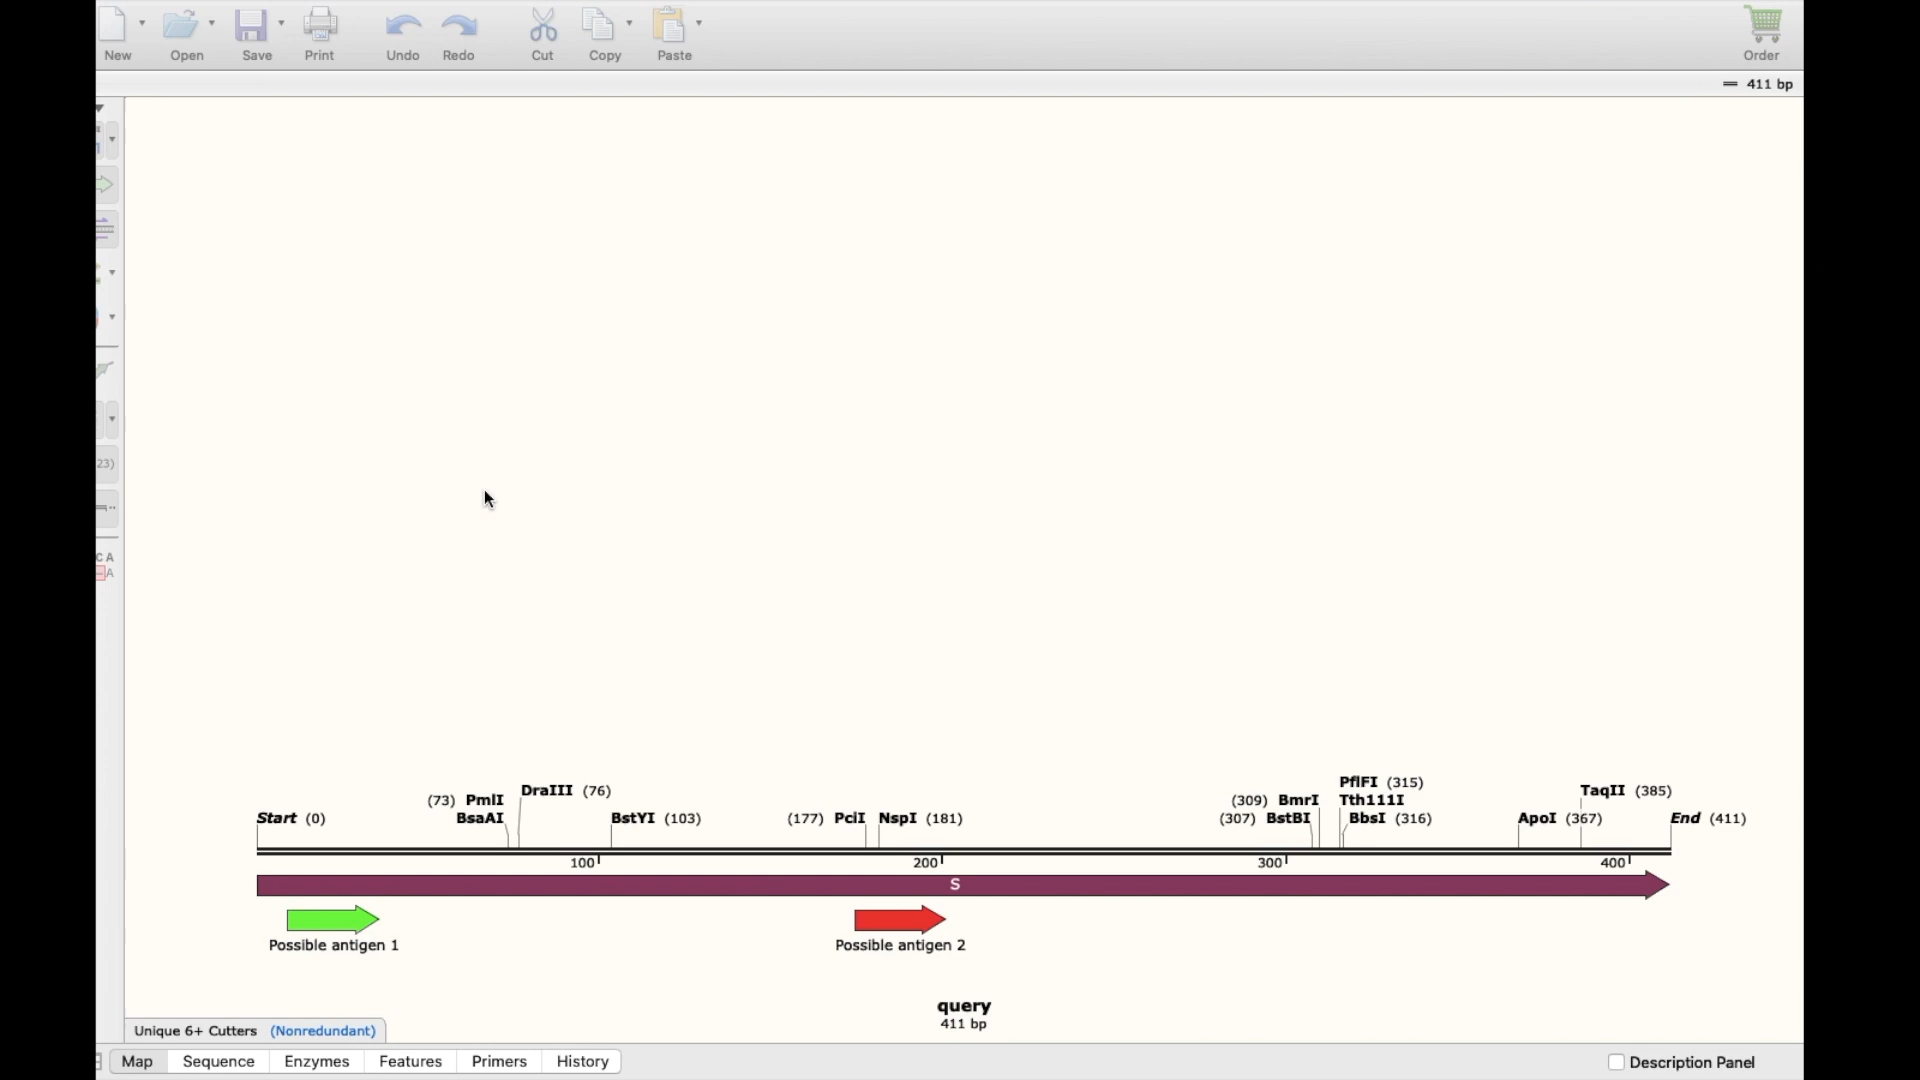 New Open Save Print Undo Redo Cut Copy Paste Order
411 bp
23)
C A
A
PflFI (315)
DraIII (76) TaqII (385)
(73) PmlI (309) BmrI Tth111I
Start (0) BsaAI BstYI (103) (177) PciI NspI (181) (307) BstBI BbsI (316) ApoI (367) End (411)
100 200 300 400
S
Possible antigen 1 Possible antigen 2
query
411 bp
Unique 6+ Cutters (Nonredundant)
Map Sequence Enzymes Features Primers History Description Panel